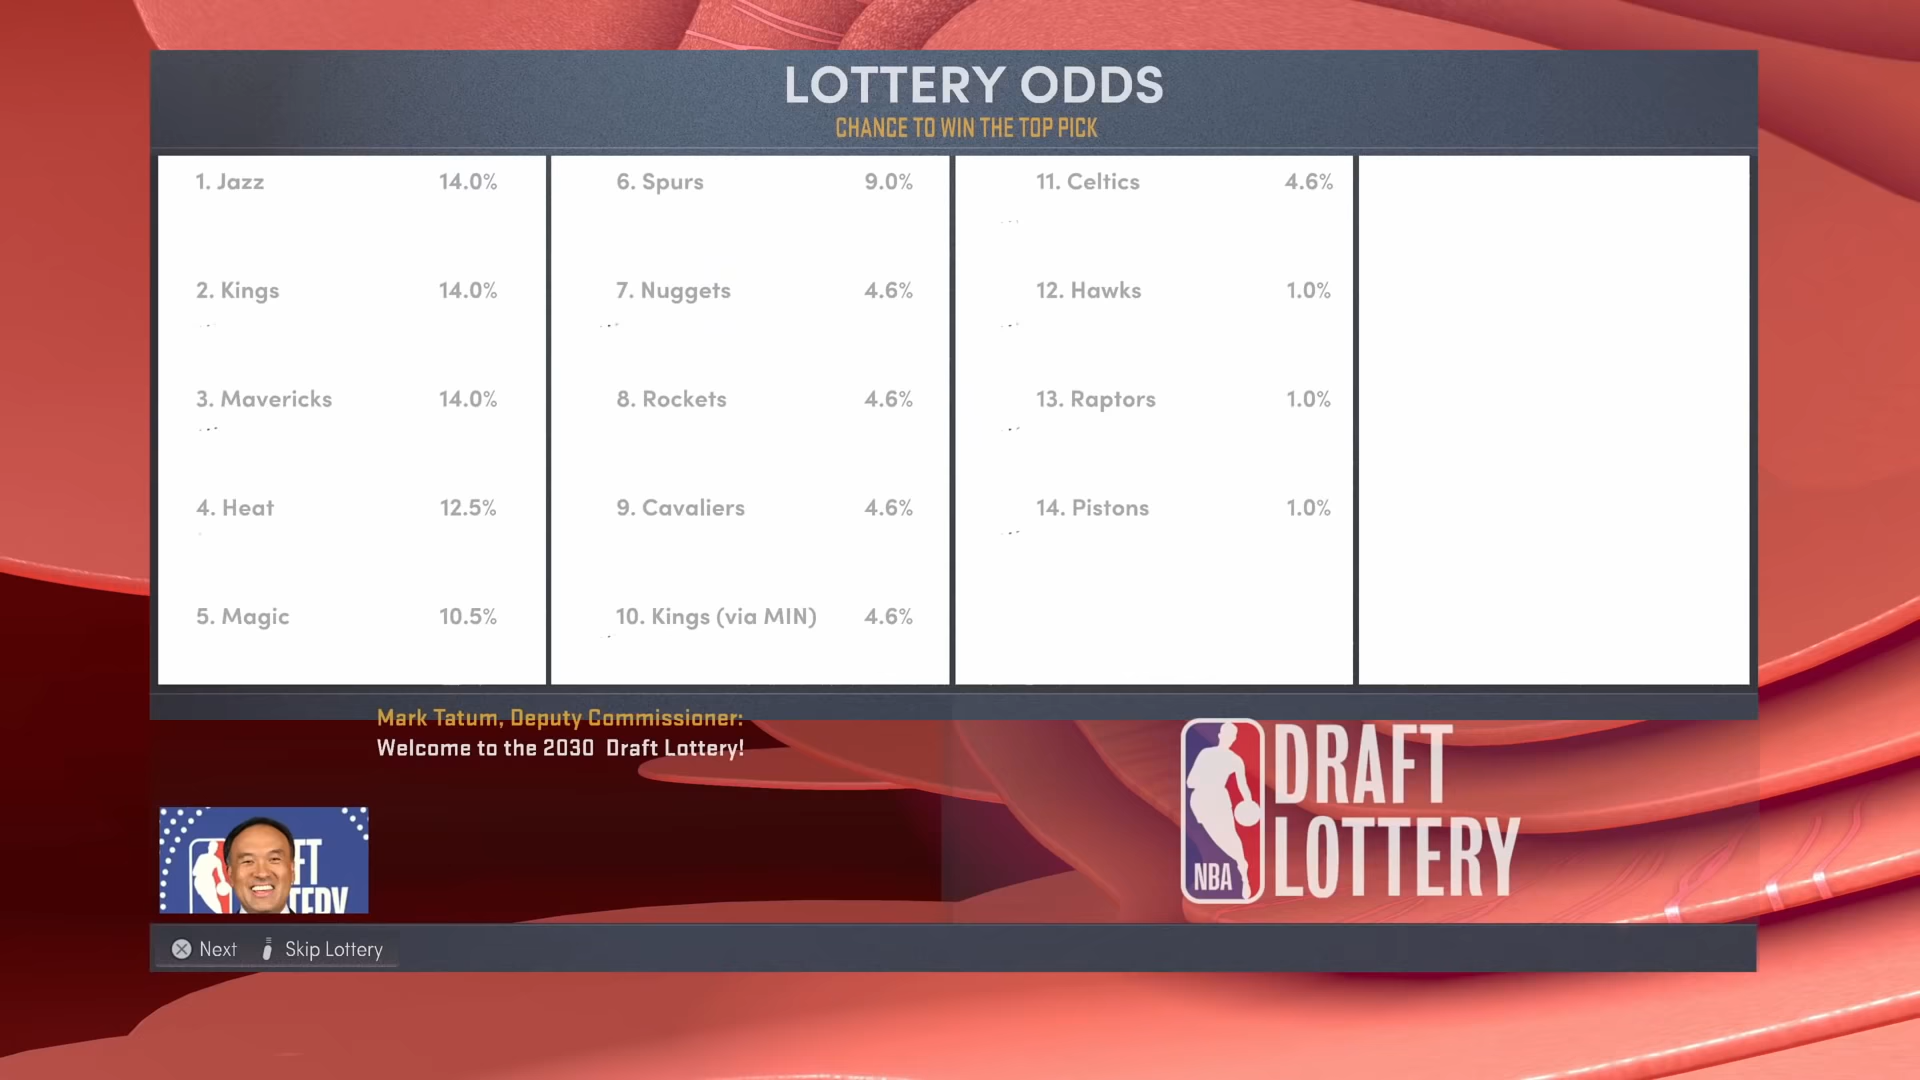 LOTTERY ODDS
CHANCE TO WIN THE TOP PICK
1. Jazz 14.0%
2. Kings 14.0%
3. Mavericks 14.0%
4. Heat 12.5%
5. Magic 10.5%
6. Spurs 9.0%
7. Nuggets 4.6%
8. Rockets 4.6%
9. Cavaliers 4.6%
10. Kings (via MIN) 4.6%
11. Celtics 4.6%
12. Hawks 1.0%
13. Raptors 1.0%
14. Pistons 1.0%
Mark Tatum, Deputy Commissioner:
Welcome to the 2030 Draft Lottery!
FT
TERY
NBA
DRAFT
LOTTERY
Next Skip Lottery